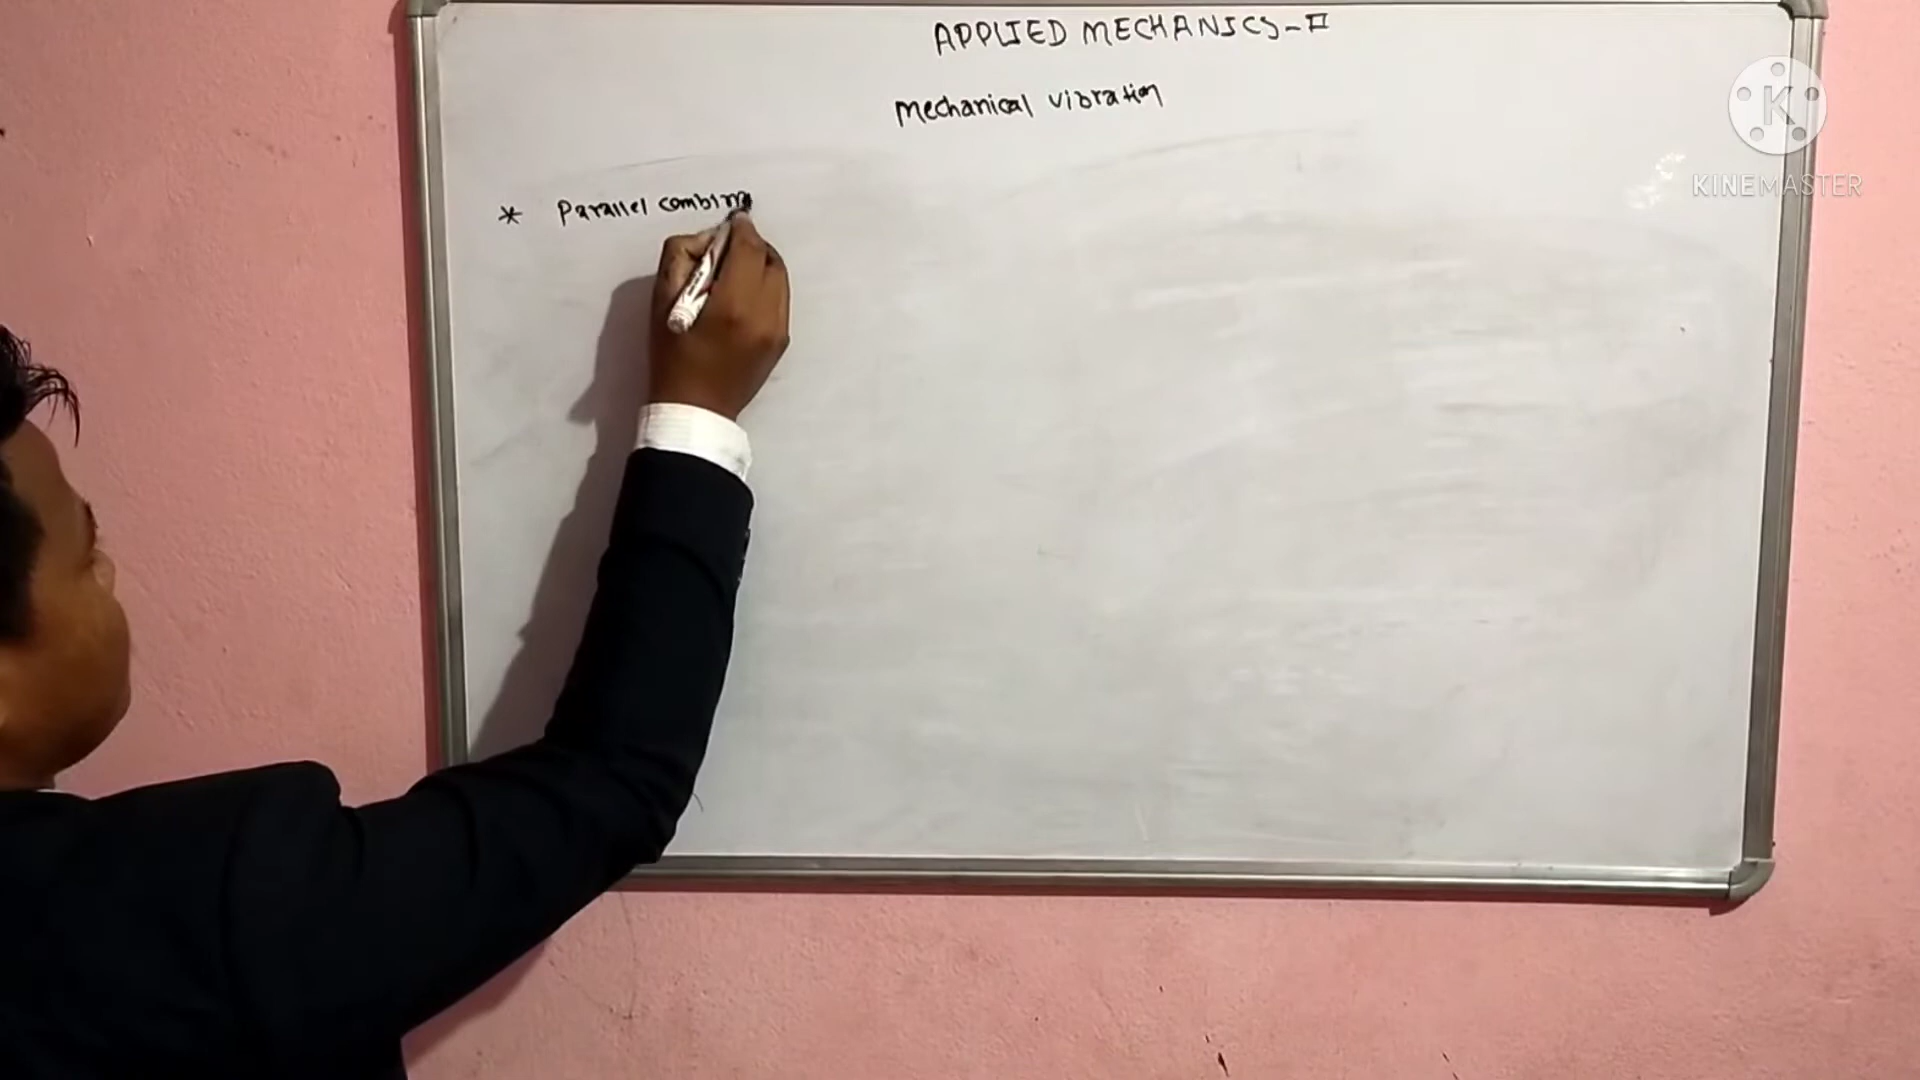 APPLIED MECHANICS-II
Mechanical vibration
K
KINEMASTER
* Parallel combina